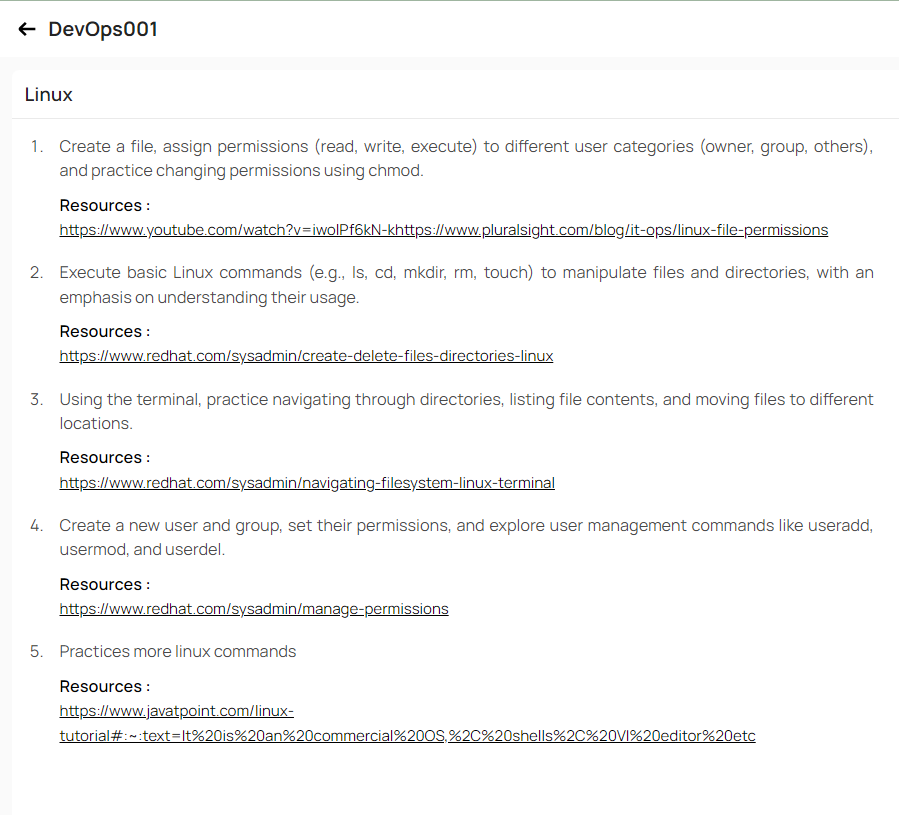 DevOps001
Linux
1. Create a file, assign permissions (read, write, execute) to different user categories (owner, group, others),
and practice changing permissions using chmod.
Resources :
https://www.youtube.com/watch?v=iwolPf6kN-khttps://www.pluralsight.com/blog/it-ops/linux-file-permissions
2. Execute basic Linux commands (e.g., ls, cd, mkdir, rm, touch) to manipulate files and directories, with an
emphasis on understanding their usage.
Resources :
https://www.redhat.com/sysadmin/create-delete-files-directories-linux
3. Using the terminal, practice navigating through directories, listing file contents, and moving files to different
locations.
Resources :
https://www.redhat.com/sysadmin/navigating-filesystem-linux-terminal
4. Create a new user and group, set their permissions, and explore user management commands like useradd,
usermod, and userdel.
Resources :
https://www.redhat.com/sysadmin/manage-permissions
5. Practices more linux commands
Resources :
https://www.javatpoint.com/linux-
tutorial#:~:text=It%20is%20an%20commercial%20OS,%2C%20shells%2C%20VI%20editor%20etc